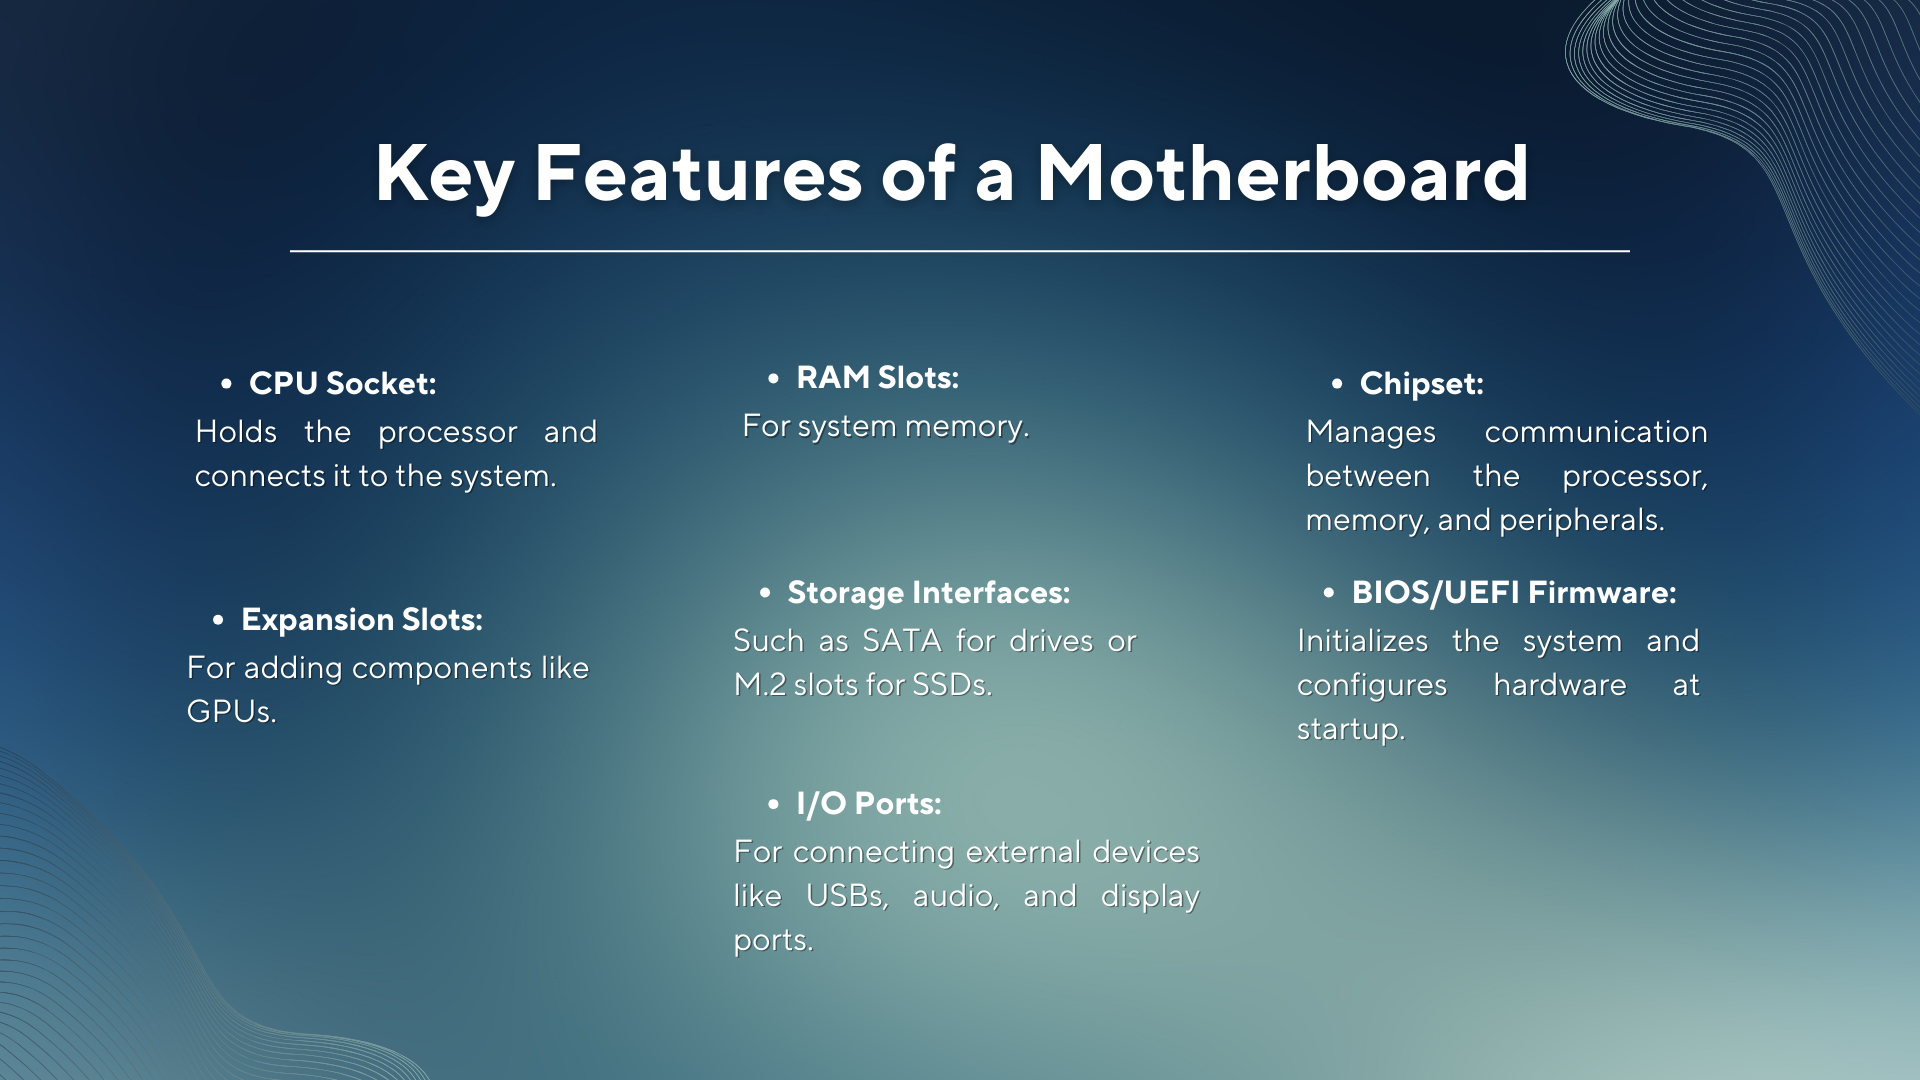 Key Features of a Motherboard
• CPU Socket:
Holds the processor and
connects it to the system.
• RAM Slots:
For system memory.
• Chipset:
Manages communication
between the processor,
memory, and peripherals.
• Expansion Slots:
For adding components like
GPUs.
• Storage Interfaces:
Such as SATA for drives or
M.2 slots for SSDs.
• BIOS/UEFI Firmware:
Initializes the system and
configures hardware at
startup.
• I/O Ports:
For connecting external devices
like USBs, audio, and display
ports.